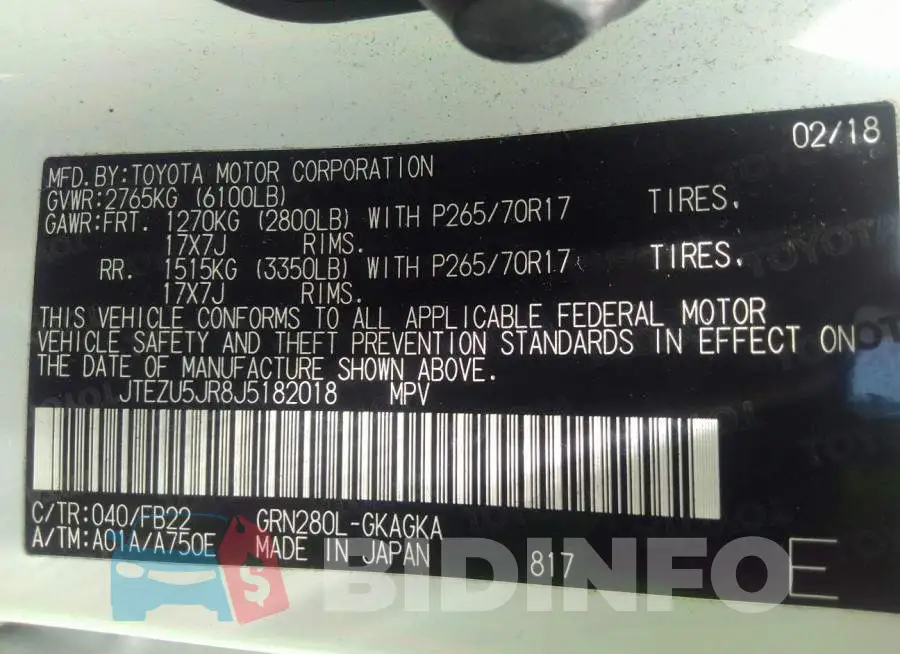 02/18
MFD.BY:TOYOTA MOTOR CORPORATION
GVWR:2765KG (6100LB)
GAWR:FRT. 1270KG (2800LB) WITH P265/70R17 TIRES.
17X7J RIMS.
RR. 1515KG (3350LB) WITH P265/70R17 TIRES.
17X7J RIMS.
THIS VEHICLE CONFORMS TO ALL APPLICABLE FEDERAL MOTOR
VEHICLE SAFETY AND THEFT PREVENTION STANDARDS IN EFFECT ON
THE DATE OF MANUFACTURE SHOWN ABOVE.
JTEZU5JR8J5182018 MPV
C/TR:040/FB22 GRN280L-GKAGKA
A/TM:A01A/A750E MADE IN JAPAN 817 E
$ BIDINFO